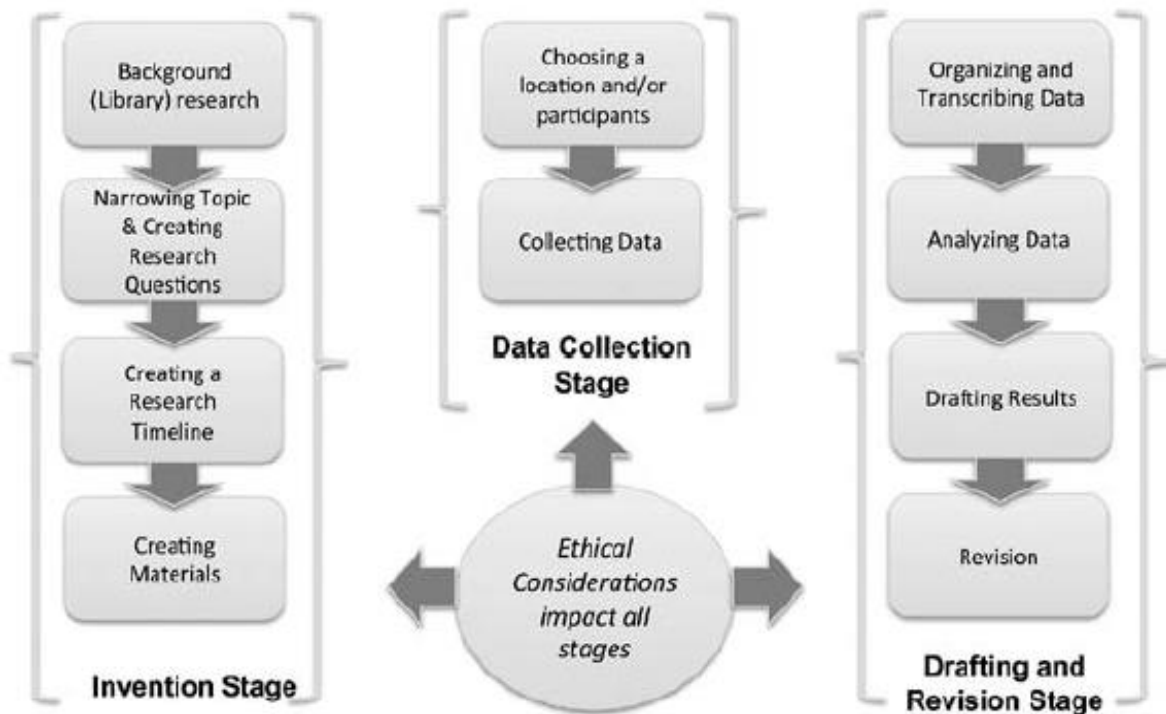 Background
(Library) research
Narrowing Topic
& Creating
Research
Questions
Creating a
Research
Timeline
Creating
Materials
Invention Stage
Choosing a
location and/or
participants
Collecting Data
Data Collection
Stage
Ethical
Considerations
impact all
stages
Organizing and
Transcribing Data
Analyzing Data
Drafting Results
Revision
Drafting and
Revision Stage